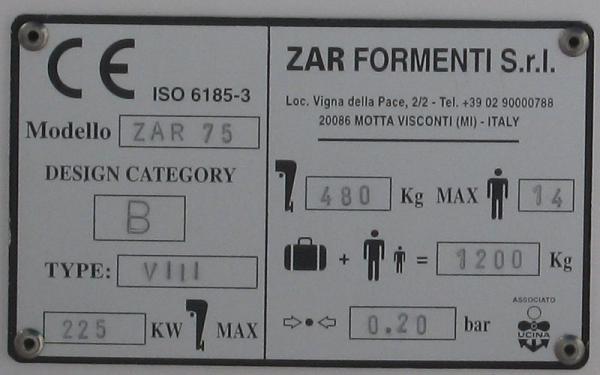 CE ISO 6185-3
Modello ZAR 75
DESIGN CATEGORY
B
TYPE: VIII
225 KW MAX
ZAR FORMENTI S.r.l.
Loc. Vigna della Pace, 2/2 - Tel. +39 02 90000788
20086 MOTTA VISCONTI (MI) - ITALY
480 Kg MAX 14
+ = 1200 Kg
0.20 bar
ASSOCIATO
UCINA